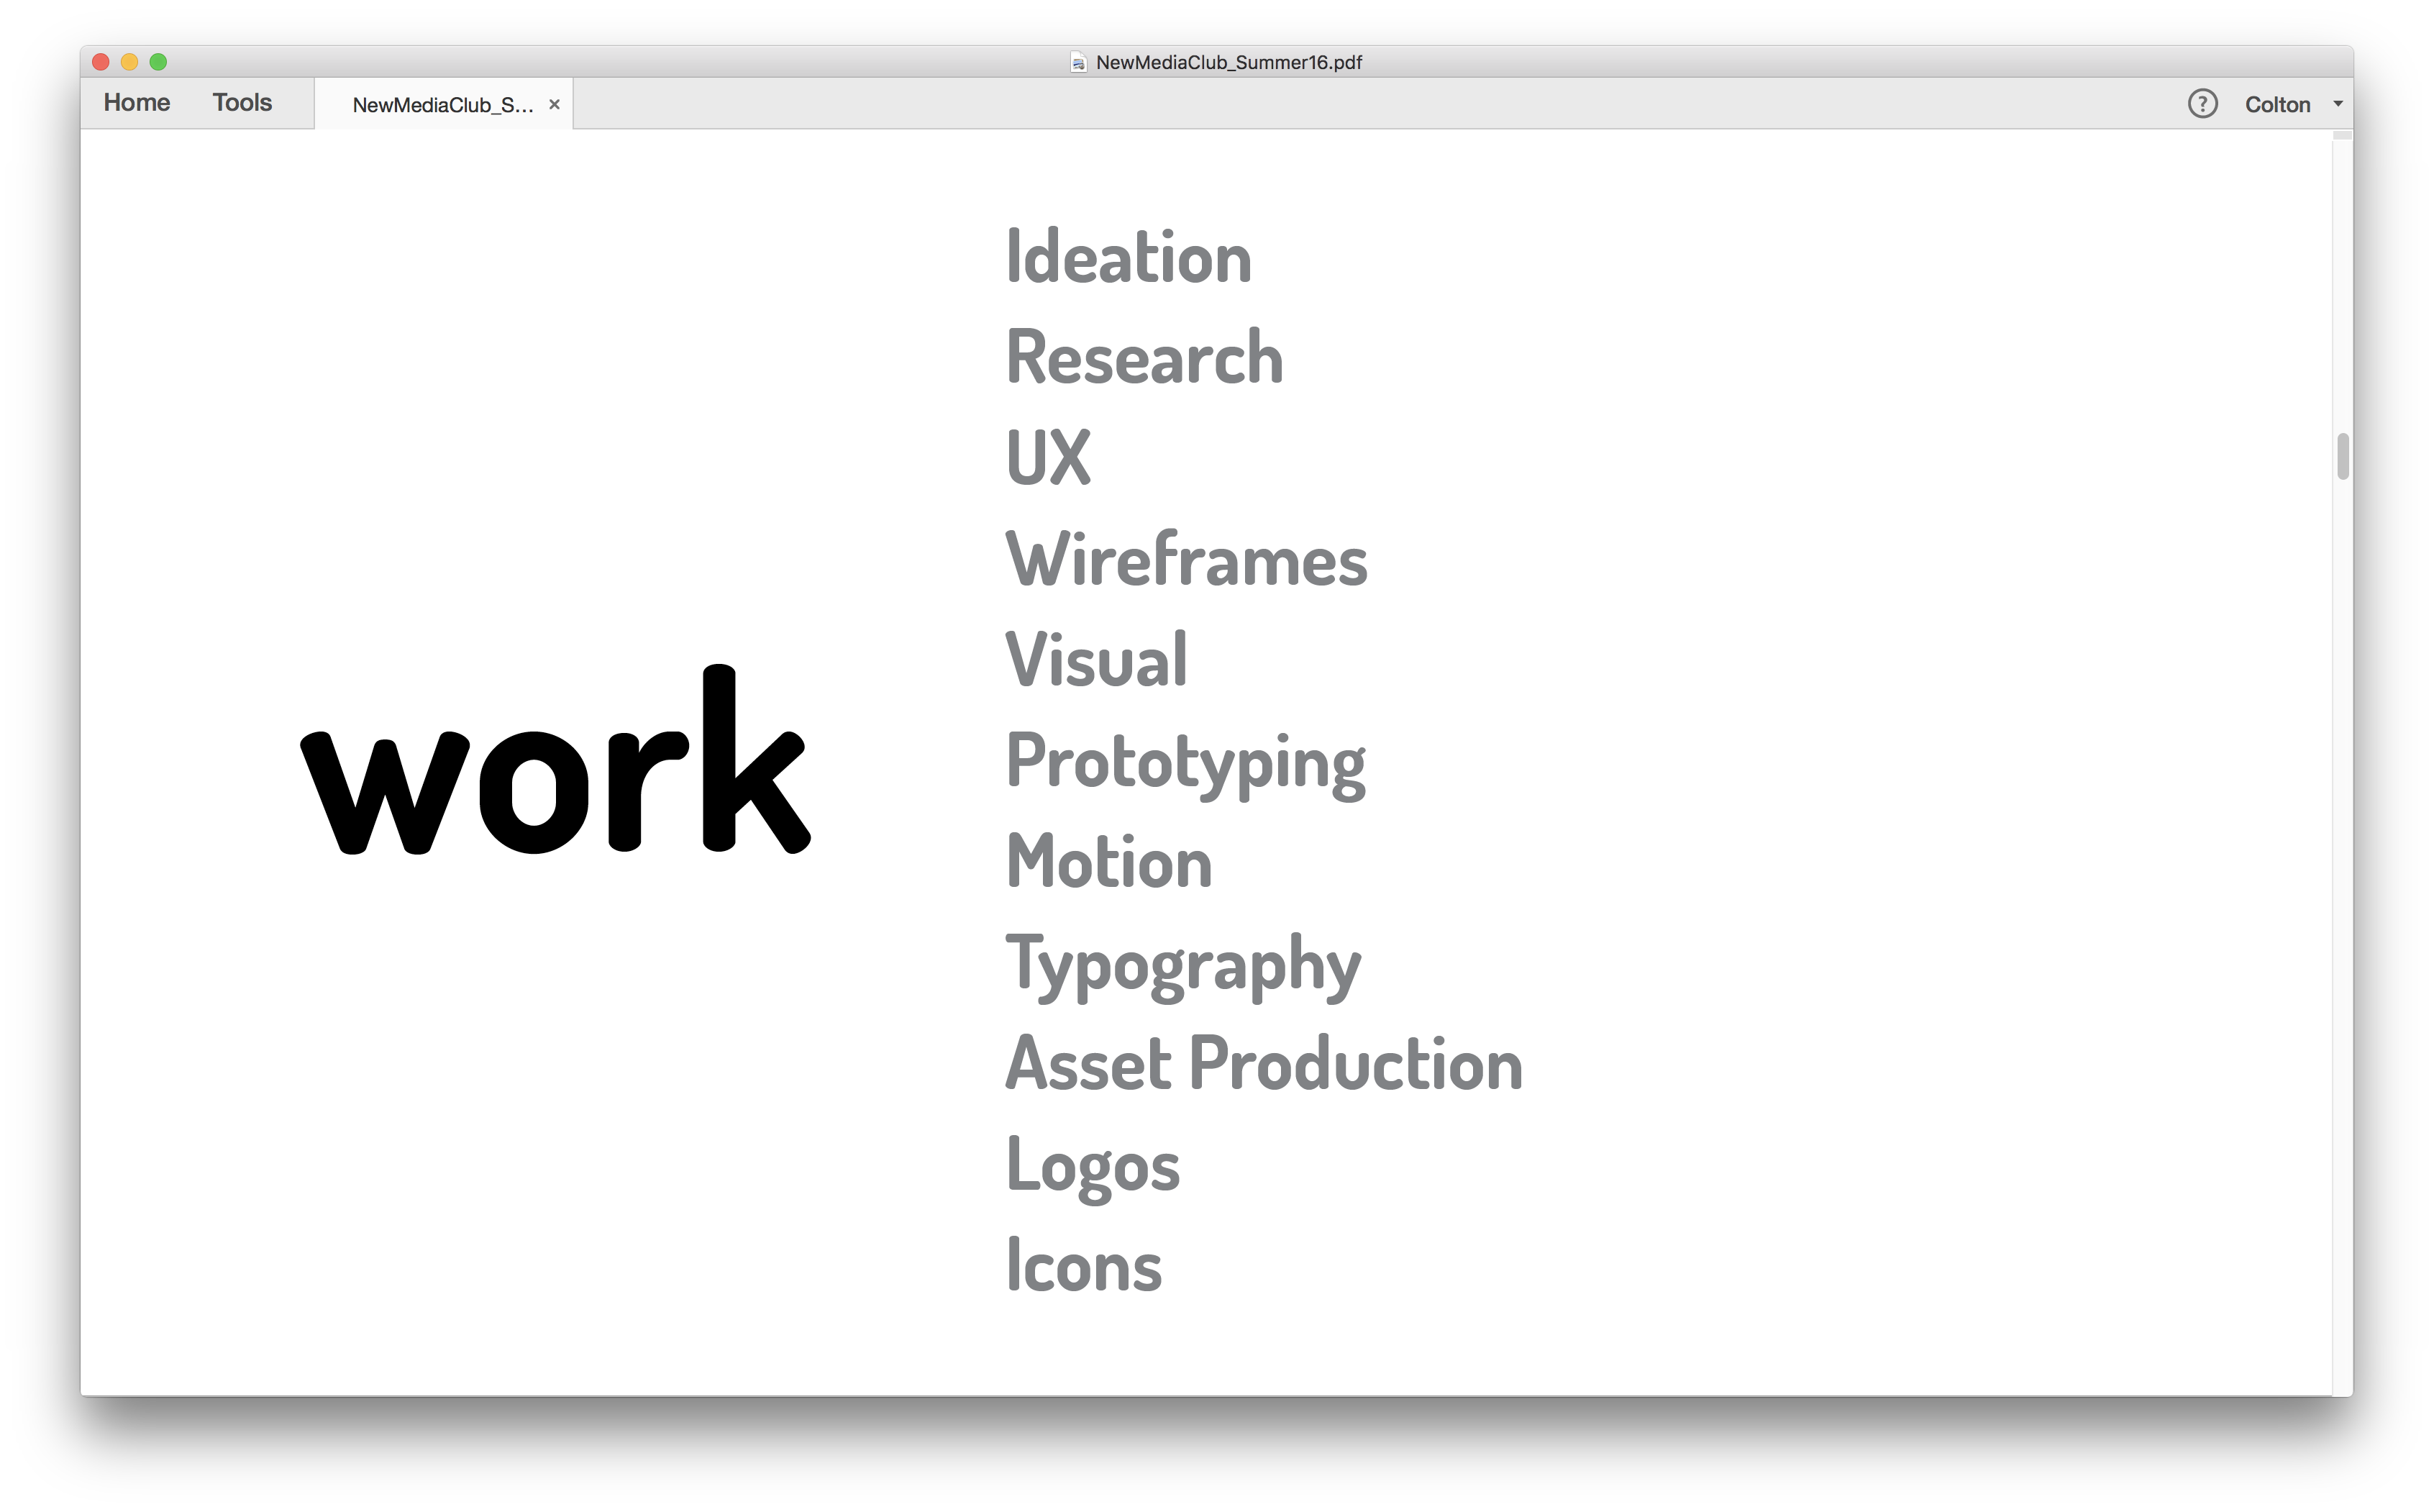 NewMediaClub_Summer16.pdf
Home Tools NewMediaClub_S... × ? Colton
work
Ideation
Research
UX
Wireframes
Visual
Prototyping
Motion
Typography
Asset Production
Logos
Icons